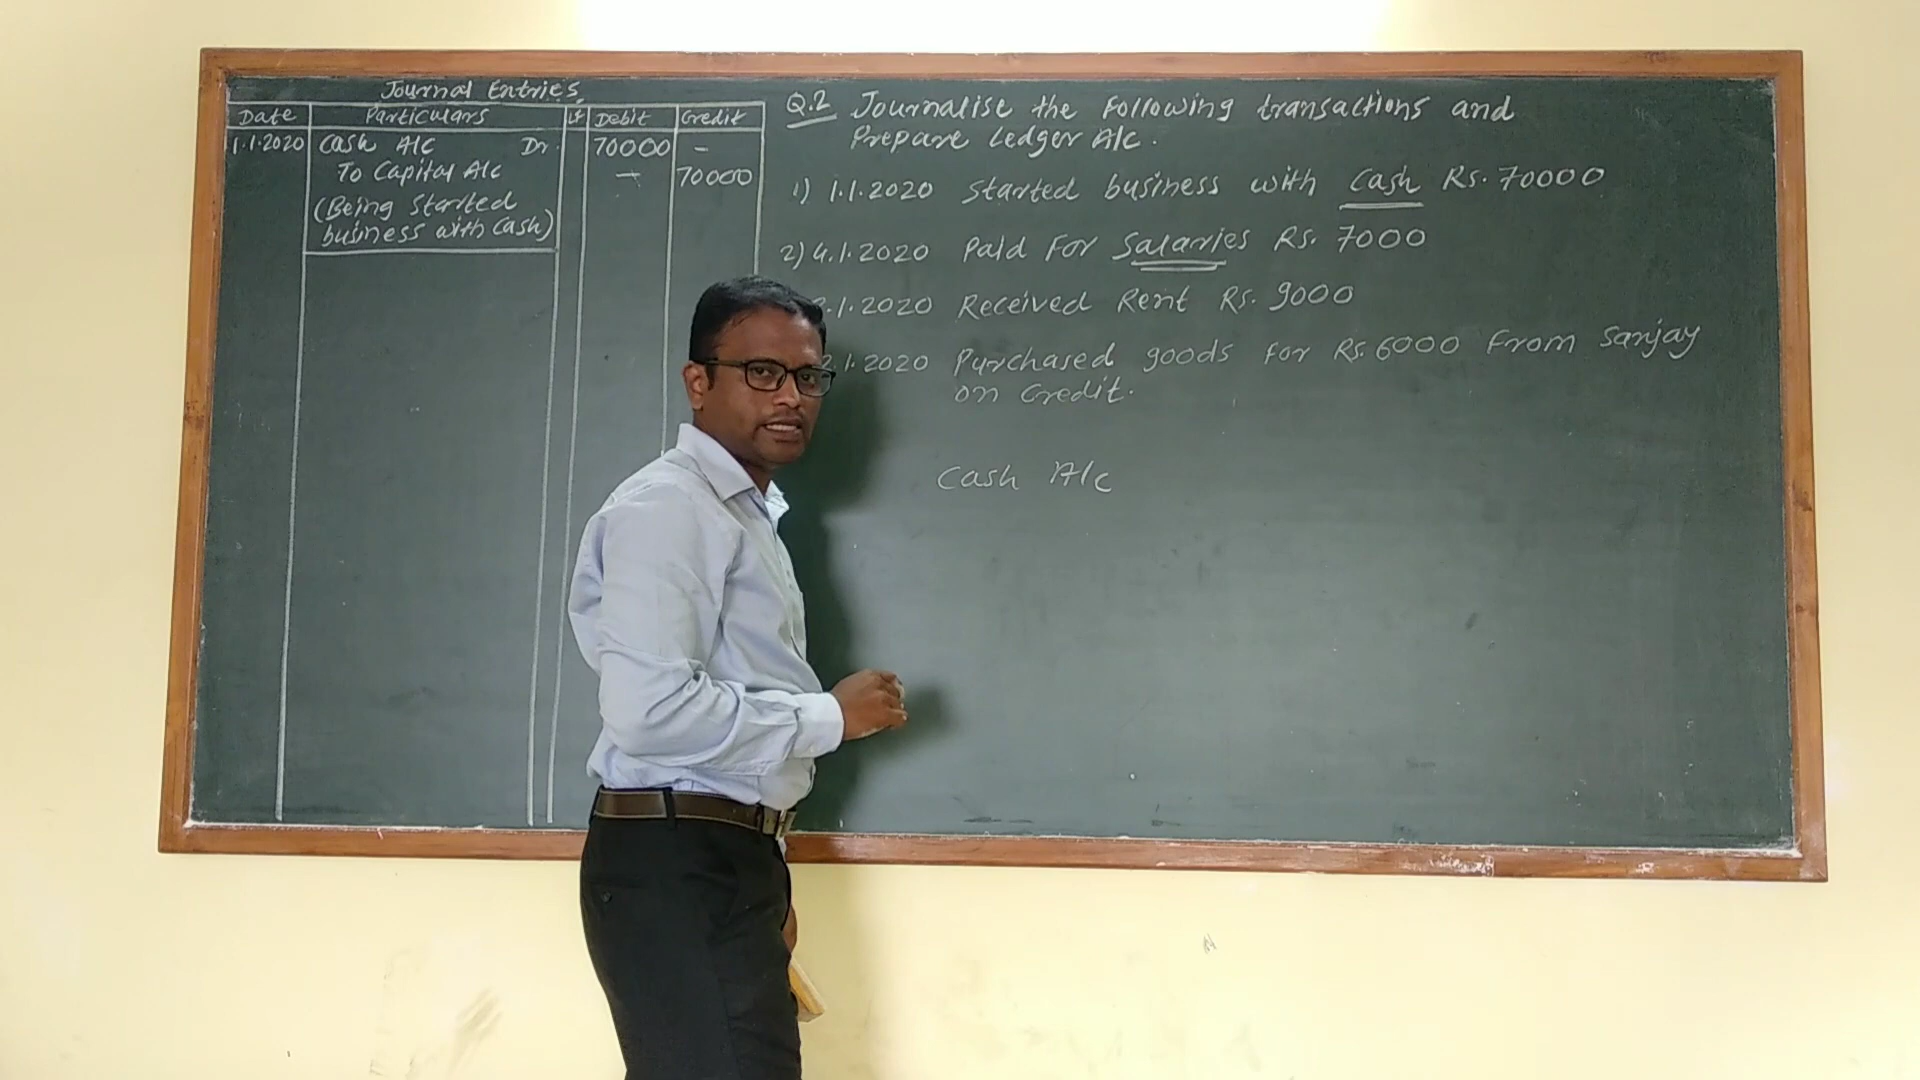 Journal Entries
Date Particulars Lf Debit Credit
1.1.2020 Cash A/c Dr. 70000 -
To Capital A/c - 70000
(Being Started
business with cash)
Q.2 Journalise the Following transactions and
Prepare Ledger A/c.
1) 1.1.2020 Started business with Cash Rs. 70000
2) 4.1.2020 Paid For Salaries Rs. 7000
.1.2020 Received Rent Rs. 9000
.1.2020 Purchased goods For Rs. 6000 From Sanjay
on Credit.
Cash A/c